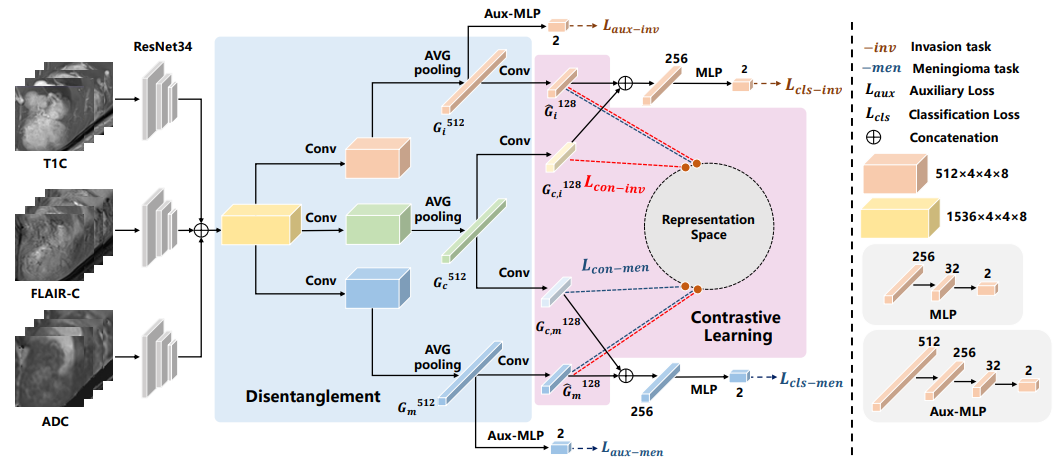 Aux-MLP
2
L_{aux-inv}
ResNet34
AVG
pooling
Conv
G_i^{512}
256
MLP
2
L_{cls-inv}
Ĝ_i^{128}
T1C
Conv
Conv
G_{c,i}^{128}
L_{con-inv}
AVG
pooling
Conv
Representation
Space
FLAIR-C
G_c^{512}
Conv
Conv
L_{con-men}
G_{c,m}^{128}
Contrastive
Learning
AVG
pooling
Conv
Ĝ_m^{128}
MLP
2
L_{cls-men}
256
ADC
Disentanglement
G_m^{512}
Aux-MLP
2
L_{aux-men}
-inv Invasion task
-men Meningioma task
L_{aux} Auxiliary Loss
L_{cls} Classification Loss
⊕ Concatenation
512×4×4×8
1536×4×4×8
256
32
2
MLP
512
256
32
2
Aux-MLP